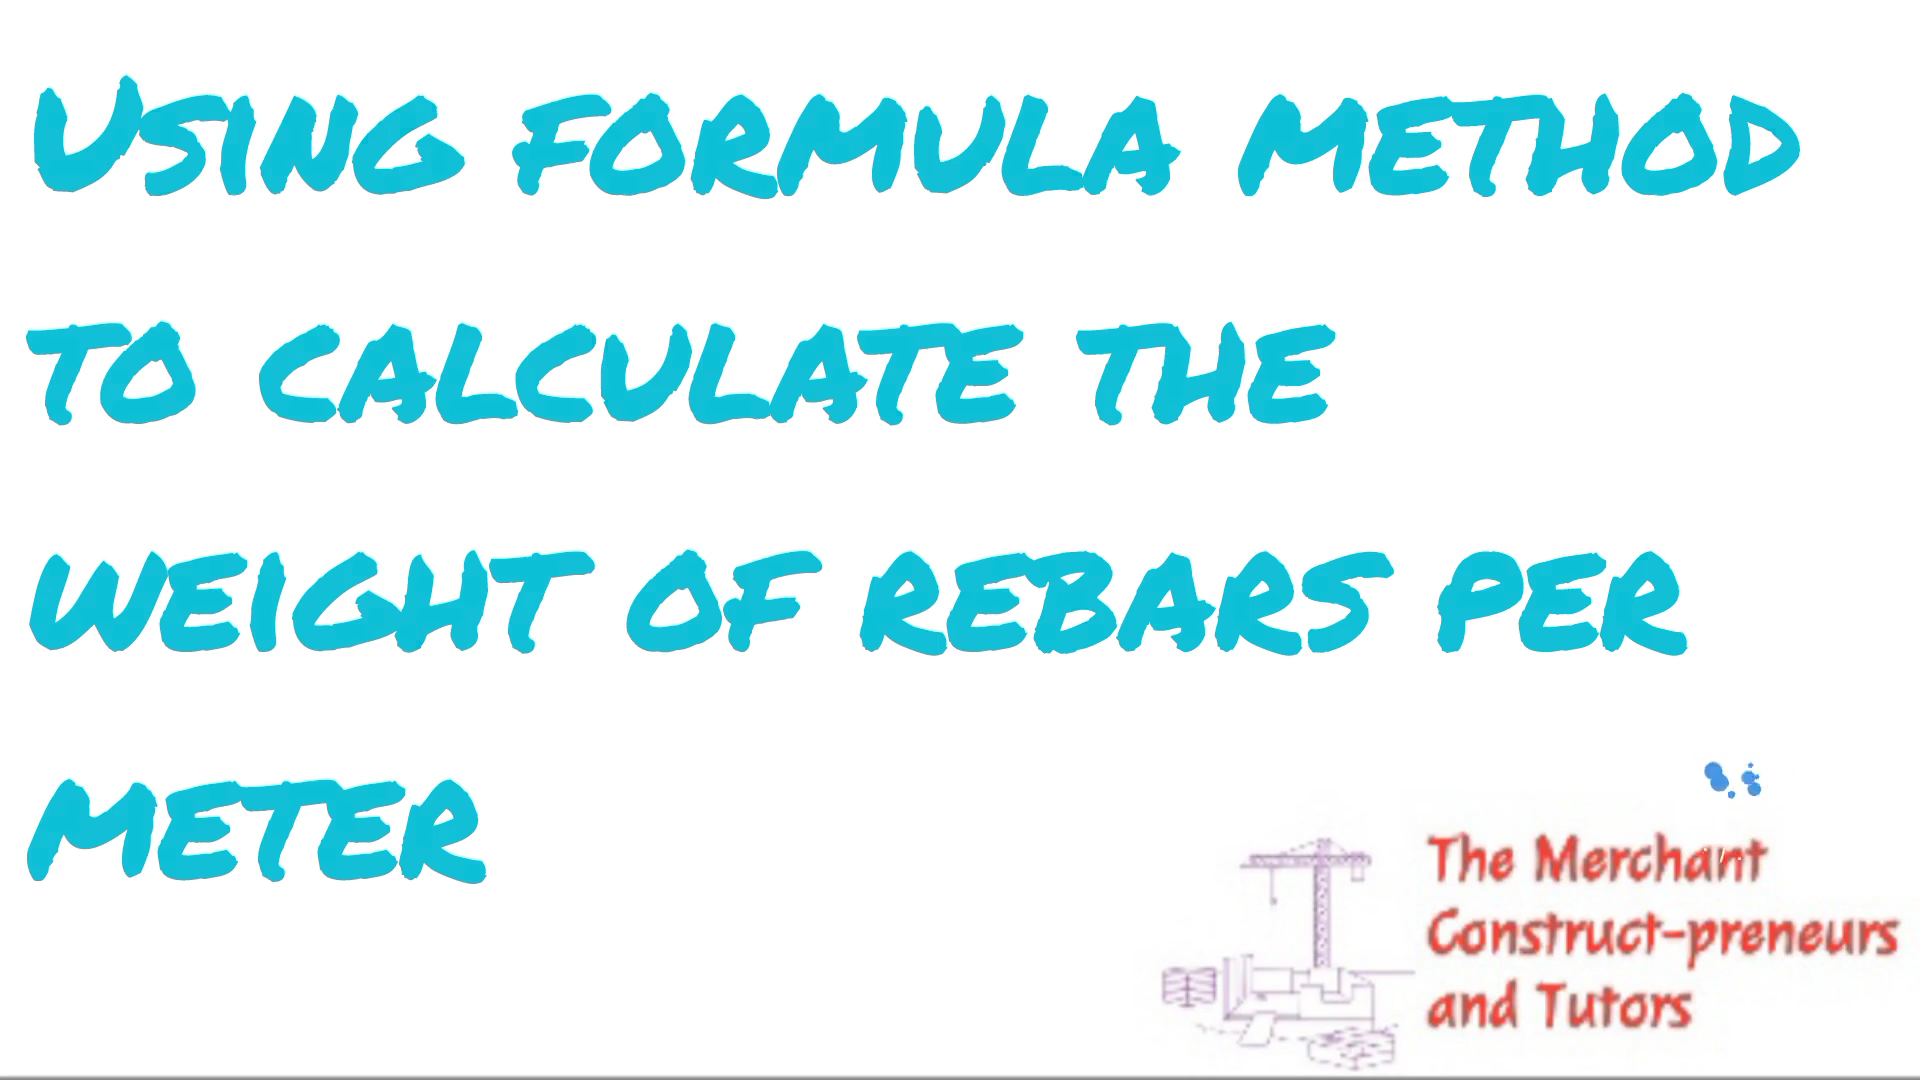 Using formula method
to calculate the
weight of rebars per
meter
The Merchant
Construct-preneurs
and Tutors